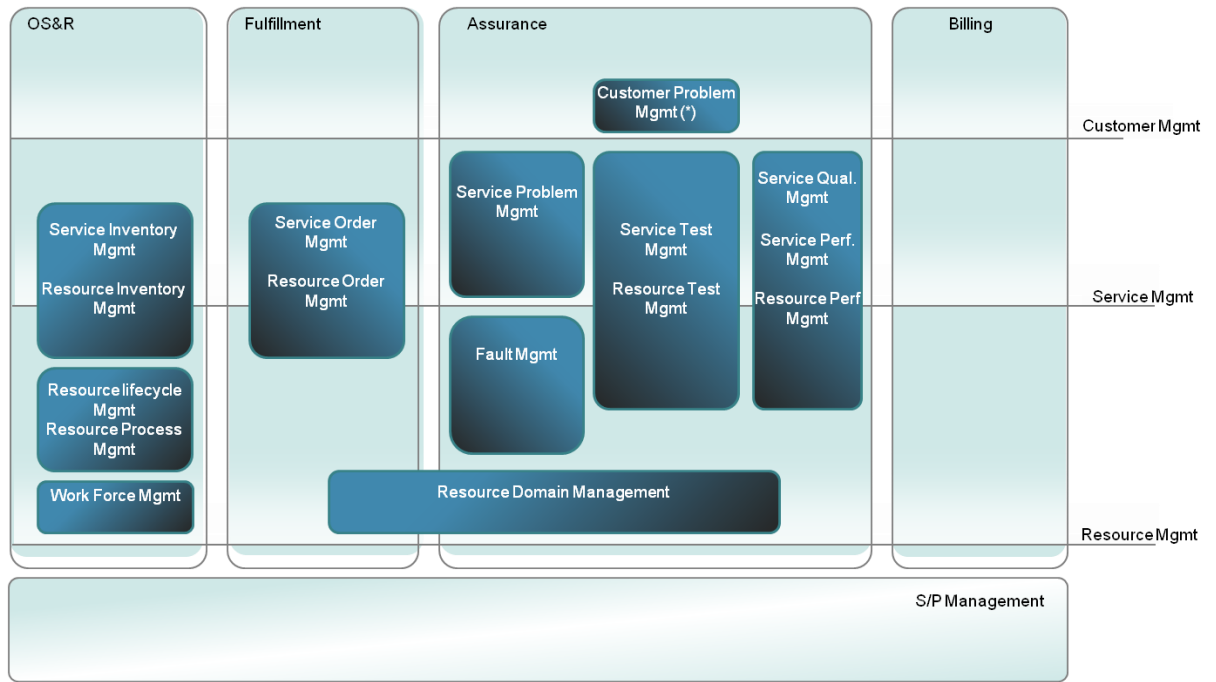 OS&R
Fulfillment
Assurance
Billing
Customer Problem
Mgmt (*)
Customer Mgmt
Service Inventory
Mgmt
Resource Inventory
Mgmt
Service Order
Mgmt
Resource Order
Mgmt
Service Problem
Mgmt
Service Test
Mgmt
Resource Test
Mgmt
Service Qual.
Mgmt
Service Perf.
Mgmt
Resource Perf
Mgmt
Service Mgmt
Fault Mgmt
Resource lifecycle
Mgmt
Resource Process
Mgmt
Work Force Mgmt
Resource Domain Management
Resource Mgmt
S/P Management